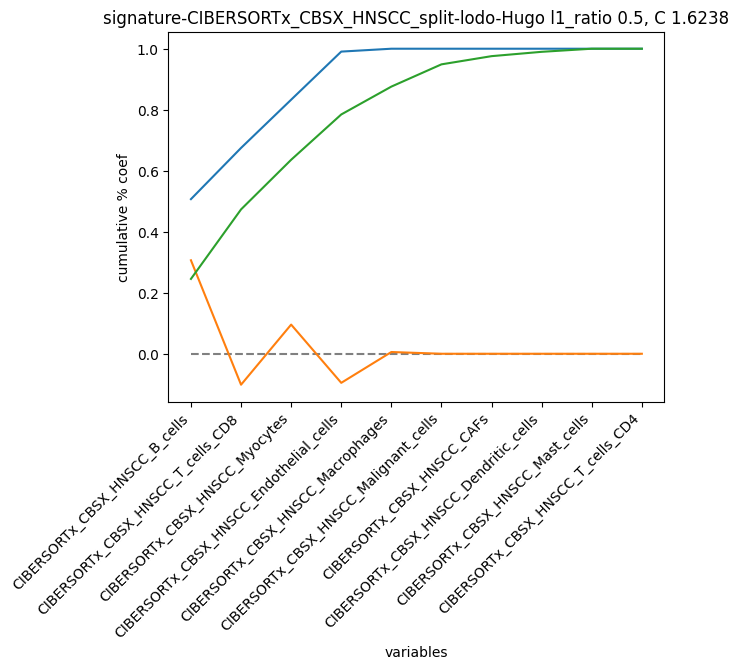 signature-CIBERSORTx_CBSX_HNSCC_split-lodo-Hugo l1_ratio 0.5, C 1.6238
cumulative % coef
1.0
0.8
0.6
0.4
0.2
0.0
CIBERSORTx_CBSX_HNSCC_B_cells
CIBERSORTx_CBSX_HNSCC_T_cells_CD8
CIBERSORTx_CBSX_HNSCC_Myocytes
CIBERSORTx_CBSX_HNSCC_Endothelial_cells
CIBERSORTx_CBSX_HNSCC_Macrophages
CIBERSORTx_CBSX_HNSCC_Malignant_cells
CIBERSORTx_CBSX_HNSCC_CAFs
CIBERSORTx_CBSX_HNSCC_Dendritic_cells
CIBERSORTx_CBSX_HNSCC_Mast_cells
CIBERSORTx_CBSX_HNSCC_T_cells_CD4
variables